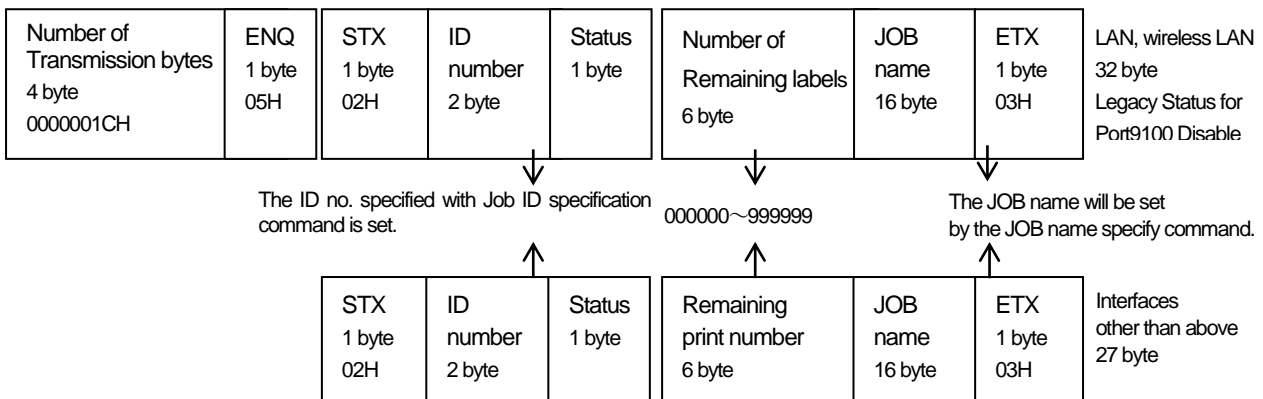 Number of
Transmission bytes
4 byte
0000001CH
ENQ
1 byte
05H
STX
1 byte
02H
ID
number
2 byte
Status
1 byte
Number of
Remaining labels
6 byte
JOB
name
16 byte
ETX
1 byte
03H
LAN, wireless LAN
32 byte
Legacy Status for
Port9100 Disable
The ID no. specified with Job ID specification
command is set.
000000～999999
The JOB name will be set
by the JOB name specify command.
STX
1 byte
02H
ID
number
2 byte
Status
1 byte
Remaining
print number
6 byte
JOB
name
16 byte
ETX
1 byte
03H
Interfaces
other than above
27 byte